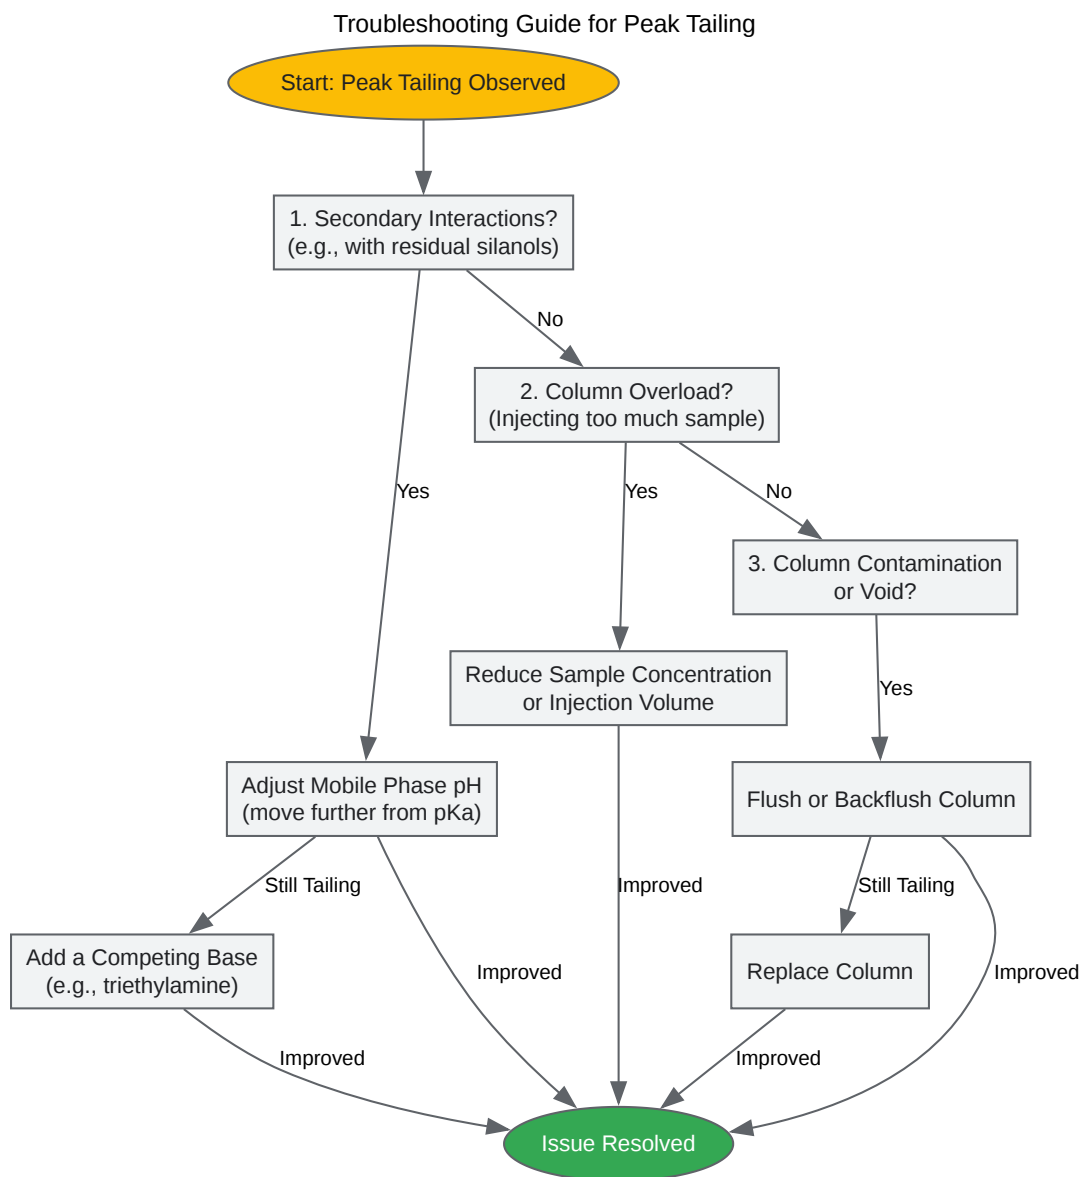 Troubleshooting Guide for Peak Tailing
Start: Peak Tailing Observed
1. Secondary Interactions?
(e.g., with residual silanols)
No
2. Column Overload?
(Injecting too much sample)
Yes
Yes
No
3. Column Contamination
or Void?
Reduce Sample Concentration
or Injection Volume
Yes
Adjust Mobile Phase pH
(move further from pKa)
Flush or Backflush Column
Still Tailing
Improved
Still Tailing
Add a Competing Base
(e.g., triethylamine)
Improved
Replace Column
Improved
Improved
Improved
Issue Resolved